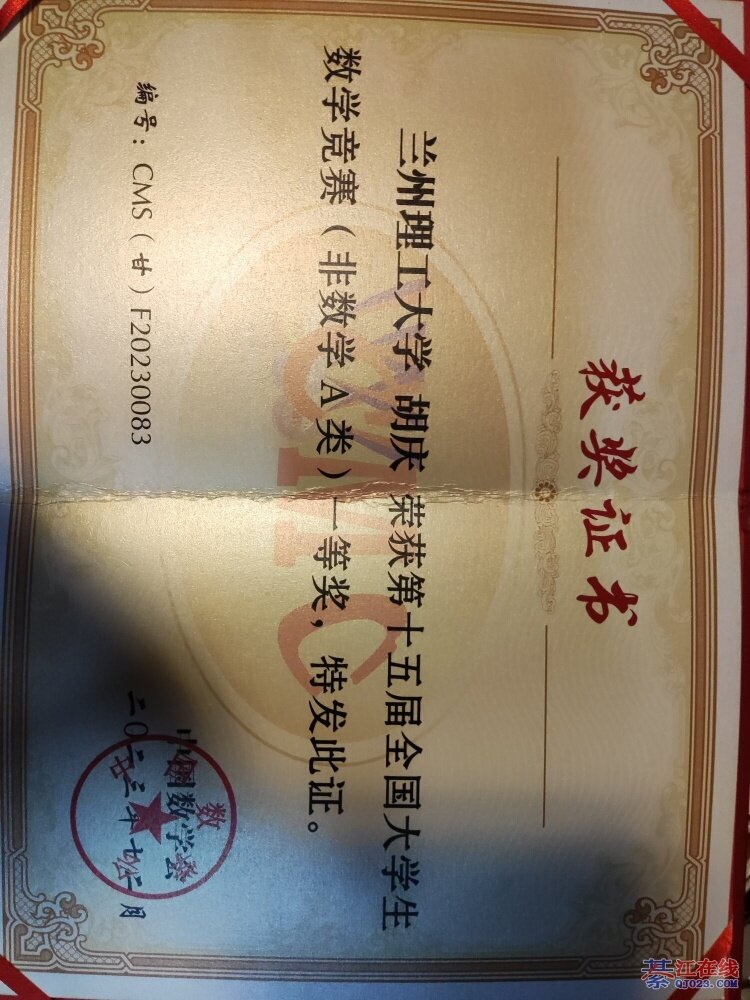 获奖证书
兰州理工大学 胡庆 荣获第十五届全国大学生
数学竞赛（非数学 A 类）一等奖，特发此证。
CMC
编号：CMS（甘）F20230083
中国数学会
二〇二三年十二月
綦江在线
QJ023.COM